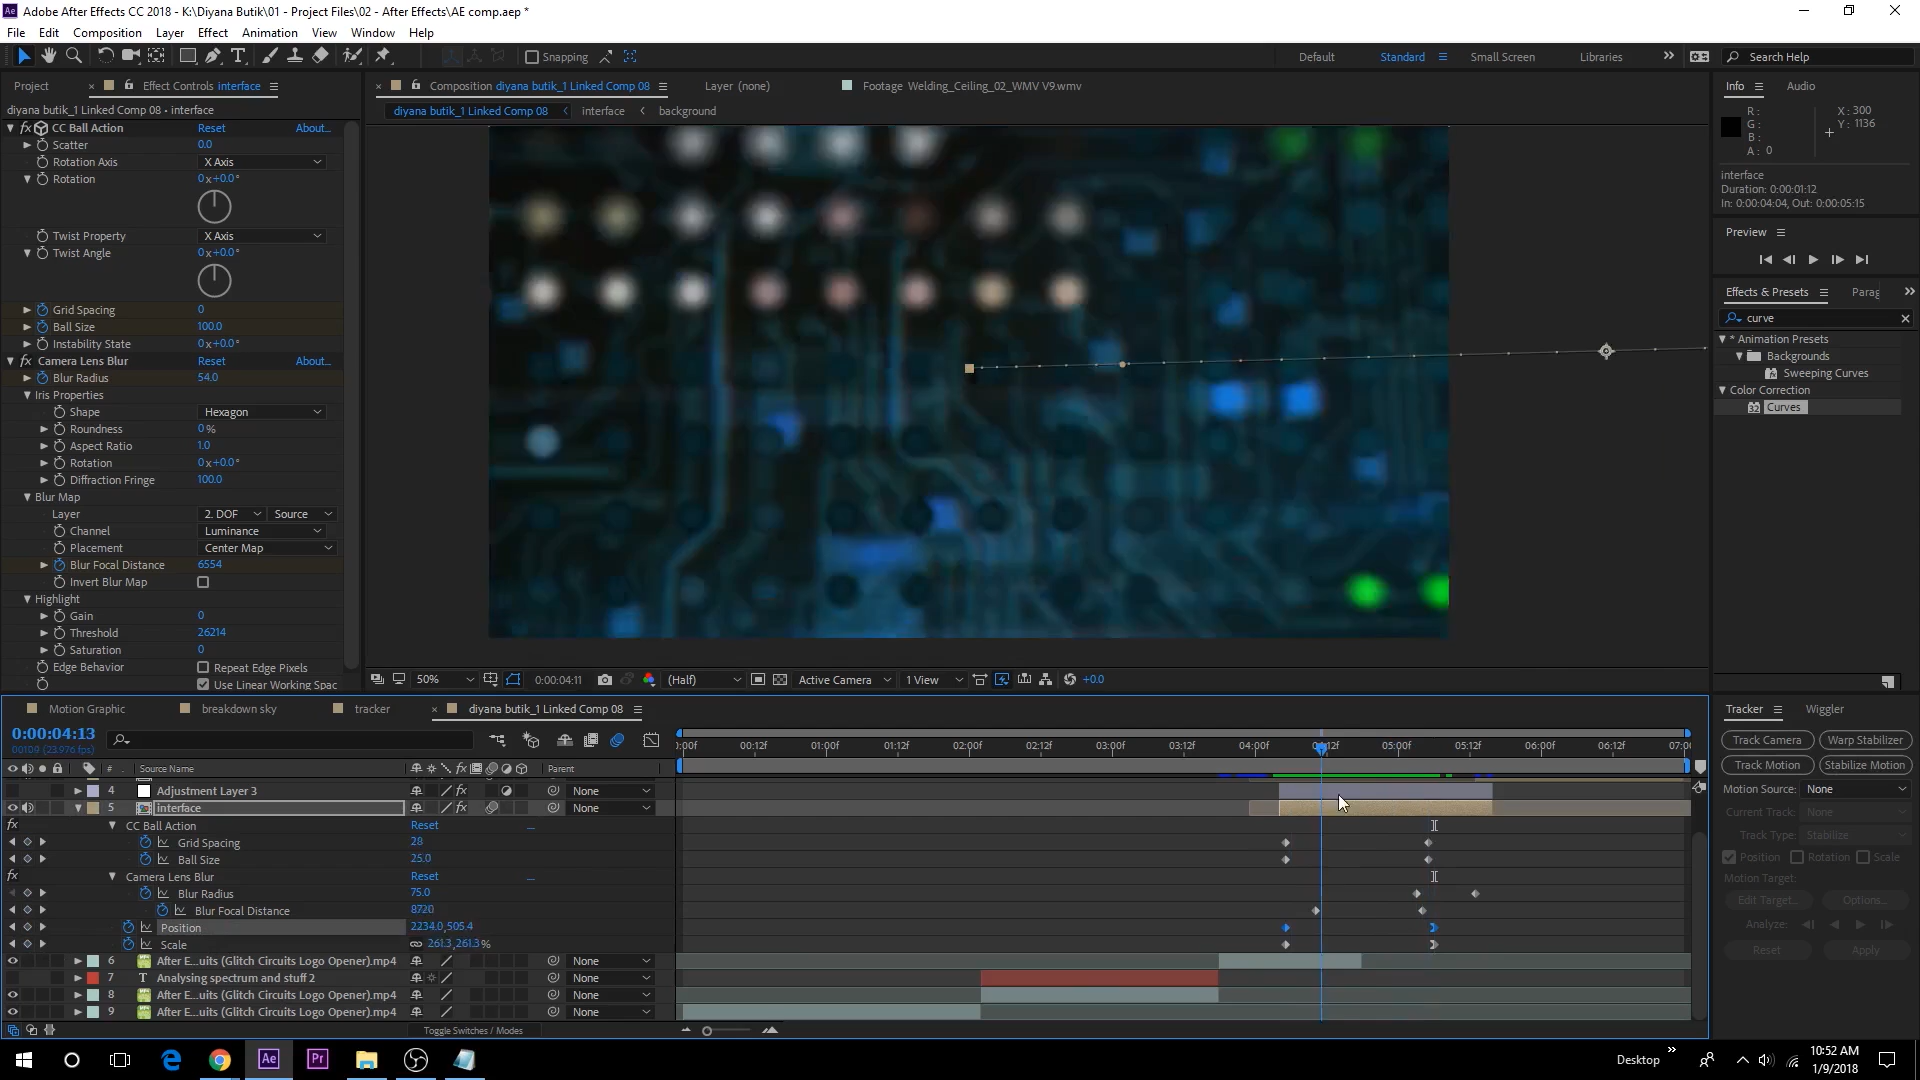 Adobe After Effects CC 2018 - K:\Diyana Butik\01 - Project Files\02 - After Effects\AE comp.aep *
File Edit Composition Layer Effect Animation View Window Help
Snapping Default Standard Small Screen Libraries Search Help
Project Effect Controls interface
Composition diyana butik_1 Linked Comp 08 Layer (none) Footage Welding_Ceiling_02_WMV V9.wmv
Info Audio
diyana butik_1 Linked Comp 08 • interface
diyana butik_1 Linked Comp 08 interface background
R: X: 300
G: Y: 1136
B:
A: 0
interface
Duration: 0:00:01:12
In: 0:00:04:04, Out: 0:00:05:15
Preview
Effects & Presets Parag
curve
* Animation Presets
Backgrounds
Sweeping Curves
Color Correction
32 Curves
fx CC Ball Action Reset About...
Scatter 0.0
Rotation Axis X Axis
Rotation 0x+0.0°
Twist Property X Axis
Twist Angle 0x+0.0°
Grid Spacing 0
Ball Size 100.0
Instability State 0x+0.0°
fx Camera Lens Blur Reset About...
Blur Radius 54.0
Iris Properties
Shape Hexagon
Roundness 0%
Aspect Ratio 1.0
Rotation 0x+0.0°
Diffraction Fringe 100.0
Blur Map
Layer 2. DOF Source
Channel Luminance
Placement Center Map
Blur Focal Distance 6554
Invert Blur Map
Highlight
Gain 0
Threshold 26214
Saturation 0
Edge Behavior Repeat Edge Pixels
Use Linear Working Spac
50% 0:00:04:11 (Half) Active Camera 1 View +0.0
Motion Graphic breakdown sky tracker diyana butik_1 Linked Comp 08
0:00:04:13
00109 (23.976 fps)
:00f 00:12f 01:00f 01:12f 02:00f 02:12f 03:00f 03:12f 04:00f 0:12f 05:00f 05:12f 06:00f 06:12f 07:0
# Source Name fx Parent
4 Adjustment Layer 3 fx None
5 interface fx None
fx CC Ball Action Reset
Grid Spacing 28
Ball Size 25.0
fx Camera Lens Blur Reset
Blur Radius 75.0
Blur Focal Distance 8720
Position 2234.0,505.4
Scale 261.3,261.3%
6 After E...uits (Glitch Circuits Logo Opener).mp4 None
7 T Analysing spectrum and stuff 2 None
8 After E...uits (Glitch Circuits Logo Opener).mp4 None
9 After E...uits (Glitch Circuits Logo Opener).mp4 None
Toggle Switches / Modes
Tracker Wiggler
Track Camera Warp Stabilizer
Track Motion Stabilize Motion
Motion Source: None
Current Track: None
Track Type: Stabilize
Position Rotation Scale
Motion Target:
Edit Target... Options...
Analyze:
Reset Apply
Ae Pr Desktop 10:52 AM
1/9/2018